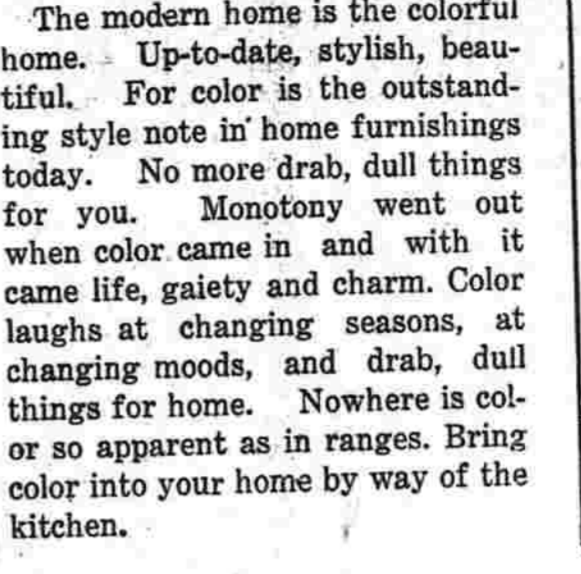 The modern home is the colorful
home. Up-to-date, stylish, beau-
tiful. For color is the outstand-
ing style note in home furnishings
today. No more drab, dull things
for you. Monotony went out
when color came in and with it
came life, gaiety and charm. Color
laughs at changing seasons, at
changing moods, and drab, dull
things for home. Nowhere is col-
or so apparent as in ranges. Bring
color into your home by way of the
kitchen.